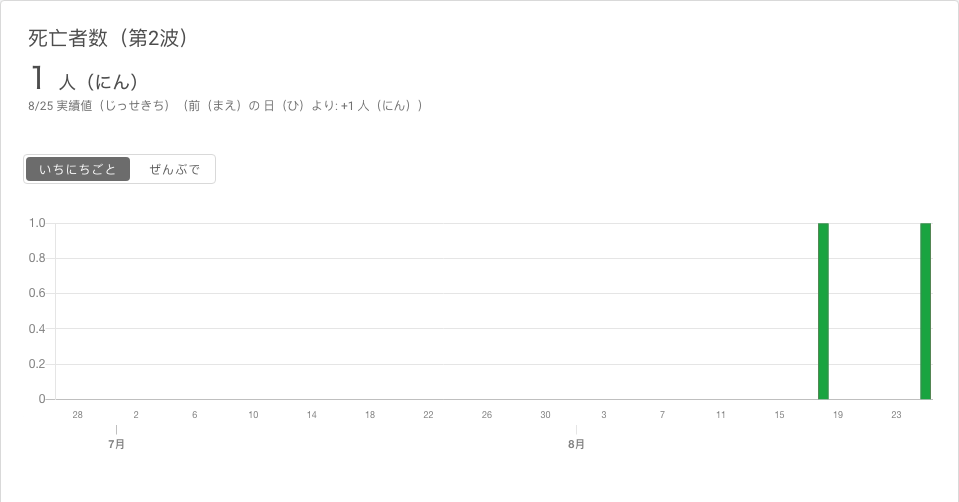 死亡者数（第2波）
1 人（にん）
8/25 実績値（じっせきち）（前（まえ）の 日（ひ）より: +1 人（にん））
いちにちごと ぜんぶで
1.0
0.8
0.6
0.4
0.2
0
28 2 6 10 14 18 22 26 30 3 7 11 15 19 23
7月 8月